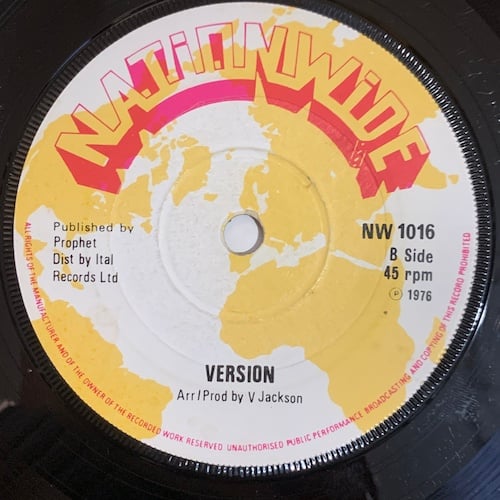 NATIONWIDE
Published by
Prophet
Dist by Ital
Records Ltd
NW 1016
B Side
45 rpm
℗ 1976
VERSION
Arr/Prod by V Jackson
ALL RIGHTS OF THE MANUFACTURER AND OF THE OWNER OF THE RECORDED WORK RESERVED. UNAUTHORISED PUBLIC PERFORMANCE BROADCASTING AND COPYING OF THIS RECORD PROHIBITED